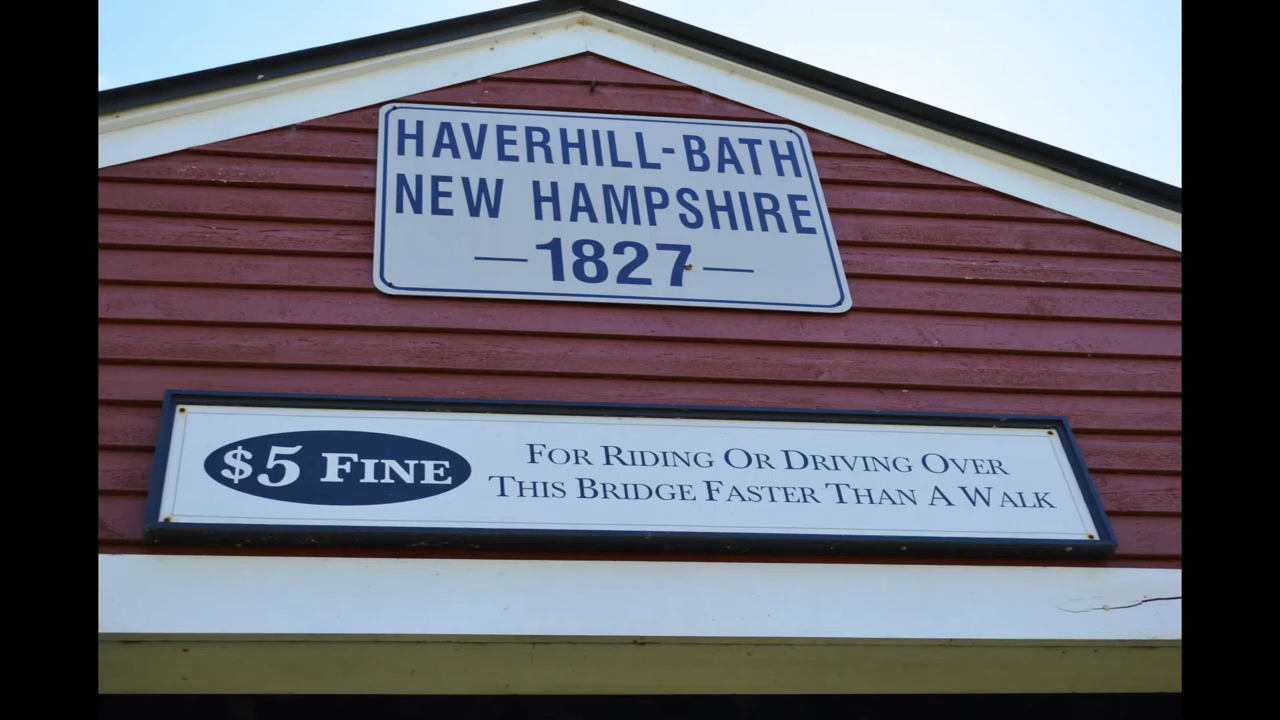 HAVERHILL-BATH
NEW HAMPSHIRE
— 1827 —
$5 FINE
FOR RIDING OR DRIVING OVER
THIS BRIDGE FASTER THAN A WALK